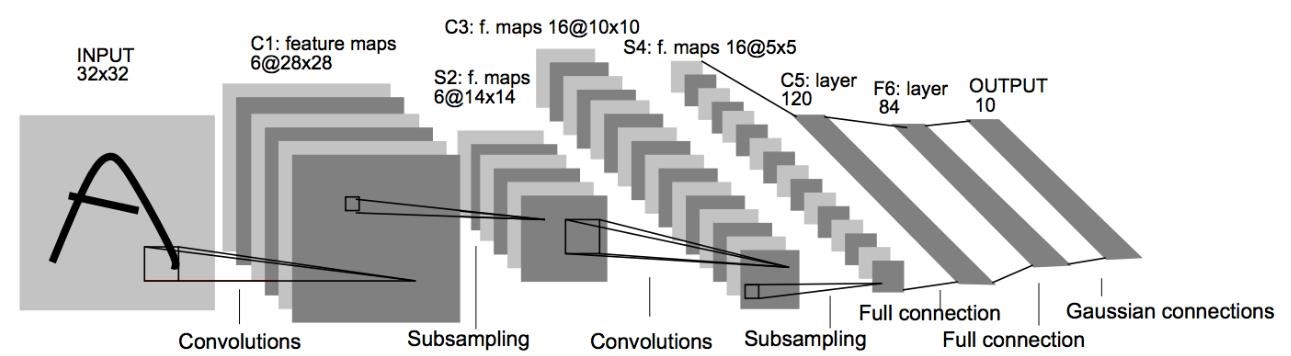 INPUT
32x32
C1: feature maps
6@28x28
S2: f. maps
6@14x14
C3: f. maps 16@10x10
S4: f. maps 16@5x5
C5: layer
120
F6: layer
84
OUTPUT
10
Convolutions
Subsampling
Convolutions
Subsampling
Full connection
Full connection
Gaussian connections